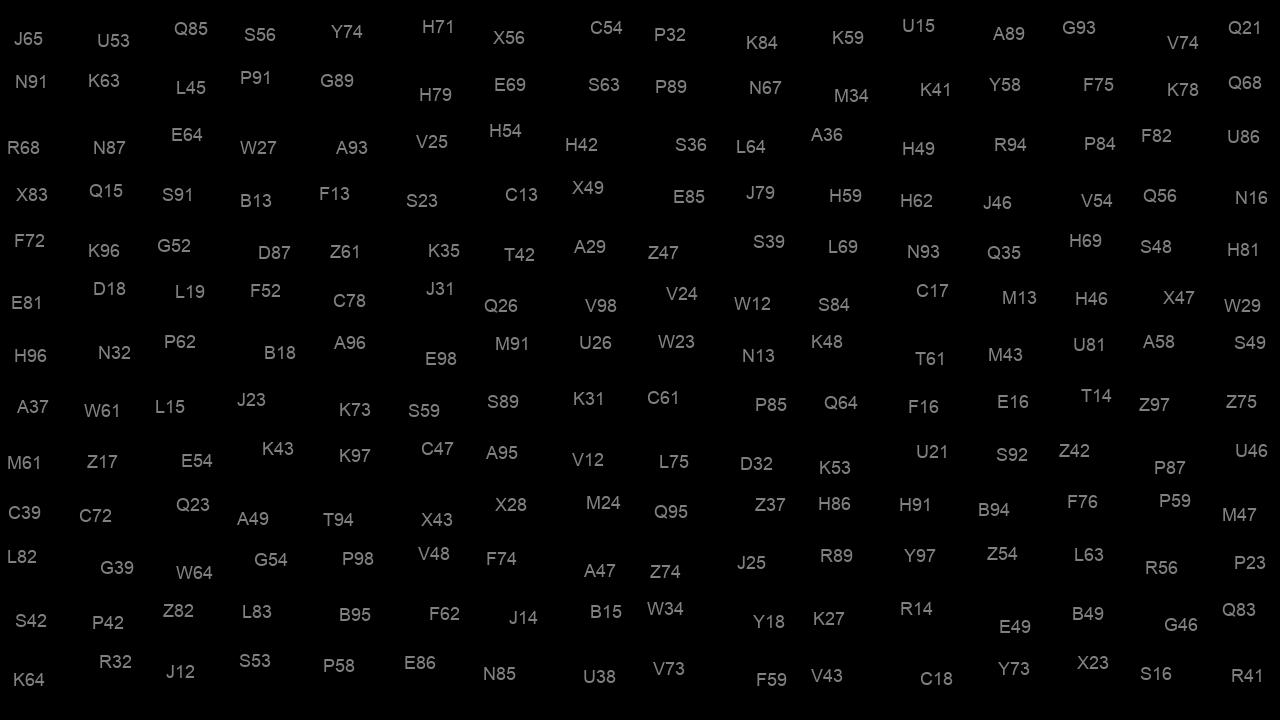 J65 U53 Q85 S56 Y74 H71 X56 C54 P32 K84 K59 U15 A89 G93 V74 Q21
N91 K63 L45 P91 G89 H79 E69 S63 P89 N67 M34 K41 Y58 F75 K78 Q68
R68 N87 E64 W27 A93 V25 H54 H42 S36 L64 A36 H49 R94 P84 F82 U86
X83 Q15 S91 B13 F13 S23 C13 X49 E85 J79 H59 H62 J46 V54 Q56 N16
F72 K96 G52 D87 Z61 K35 T42 A29 Z47 S39 L69 N93 Q35 H69 S48 H81
E81 D18 L19 F52 C78 J31 Q26 V98 V24 W12 S84 C17 M13 H46 X47 W29
H96 N32 P62 B18 A96 E98 M91 U26 W23 N13 K48 T61 M43 U81 A58 S49
A37 W61 L15 J23 K73 S59 S89 K31 C61 P85 Q64 F16 E16 T14 Z97 Z75
M61 Z17 E54 K43 K97 C47 A95 V12 L75 D32 K53 U21 S92 Z42 P87 U46
C39 C72 Q23 A49 T94 X43 X28 M24 Q95 Z37 H86 H91 B94 F76 P59 M47
L82 G39 W64 G54 P98 V48 F74 A47 Z74 J25 R89 Y97 Z54 L63 R56 P23
S42 P42 Z82 L83 B95 F62 J14 B15 W34 Y18 K27 R14 E49 B49 G46 Q83
K64 R32 J12 S53 P58 E86 N85 U38 V73 F59 V43 C18 Y73 X23 S16 R41